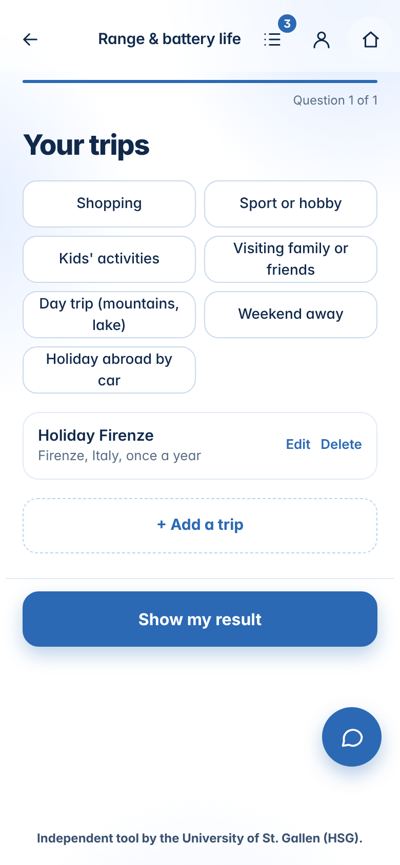 Range & battery life
3
Question 1 of 1
Your trips
Shopping
Sport or hobby
Kids' activities
Visiting family or
friends
Day trip (mountains,
lake)
Weekend away
Holiday abroad by
car
Holiday Firenze
Firenze, Italy, once a year
Edit Delete
+ Add a trip
Show my result
Independent tool by the University of St. Gallen (HSG).